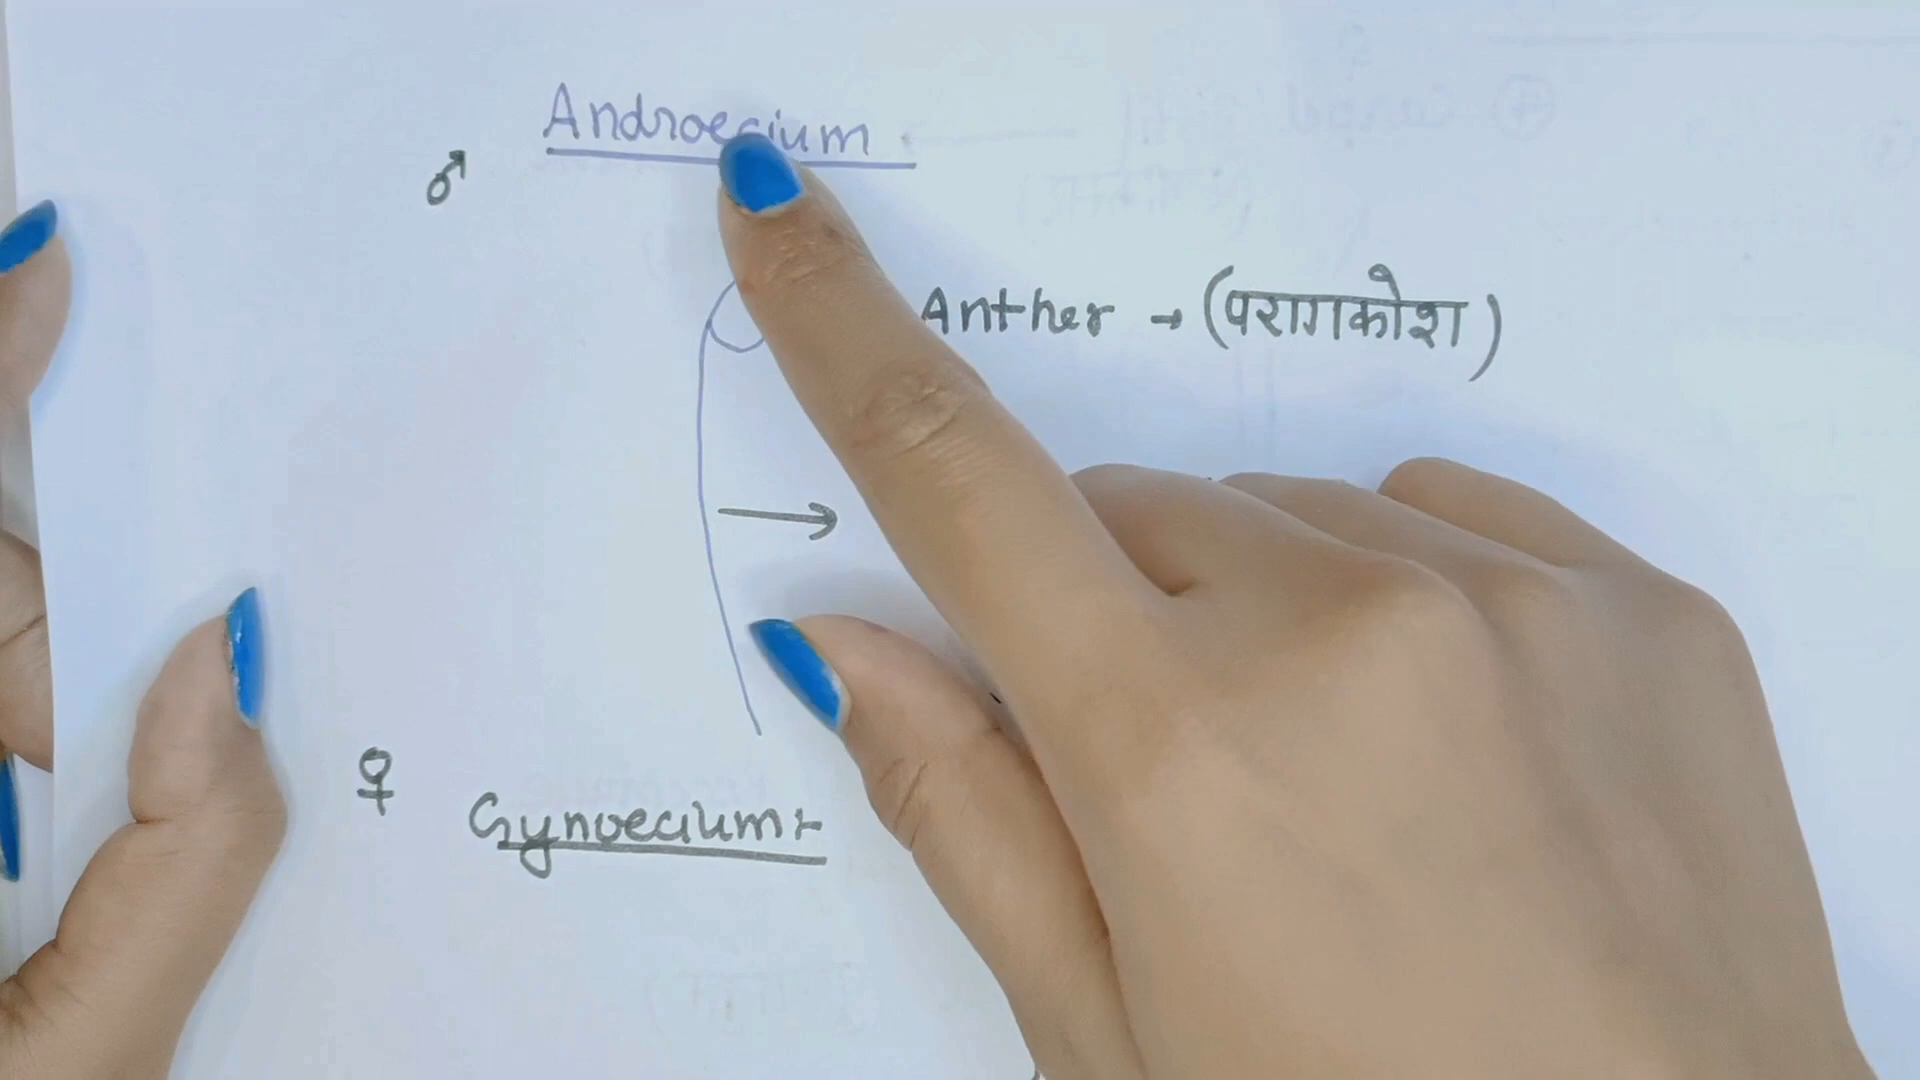 Androecium
♂
Anther → (परागकोश)
♀
Gynoecium:-